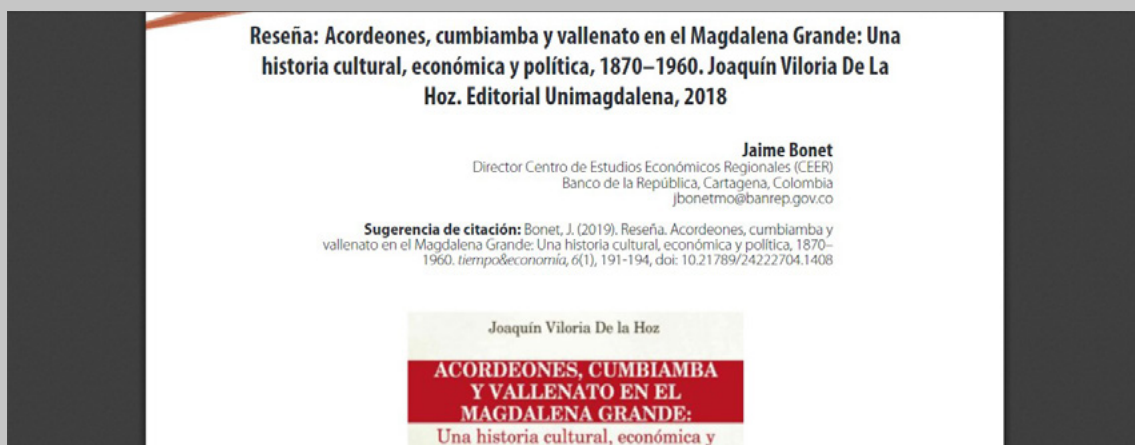 Reseña: Acordeones, cumbiamba y vallenato en el Magdalena Grande: Una
historia cultural, económica y política, 1870–1960. Joaquín Viloria De La
Hoz. Editorial Unimagdalena, 2018
Jaime Bonet
Director Centro de Estudios Económicos Regionales (CEER)
Banco de la República, Cartagena, Colombia
jbonetmo@banrep.gov.co
Sugerencia de citación: Bonet, J. (2019). Reseña. Acordeones, cumbiamba y
vallenato en el Magdalena Grande: Una historia cultural, económica y política, 1870–
1960. tiempo&economía, 6(1), 191-194, doi: 10.21789/24222704.1408
Joaquín Viloria De la Hoz
ACORDEONES, CUMBIAMBA
Y VALLENATO EN EL
MAGDALENA GRANDE:
Una historia cultural, económica y